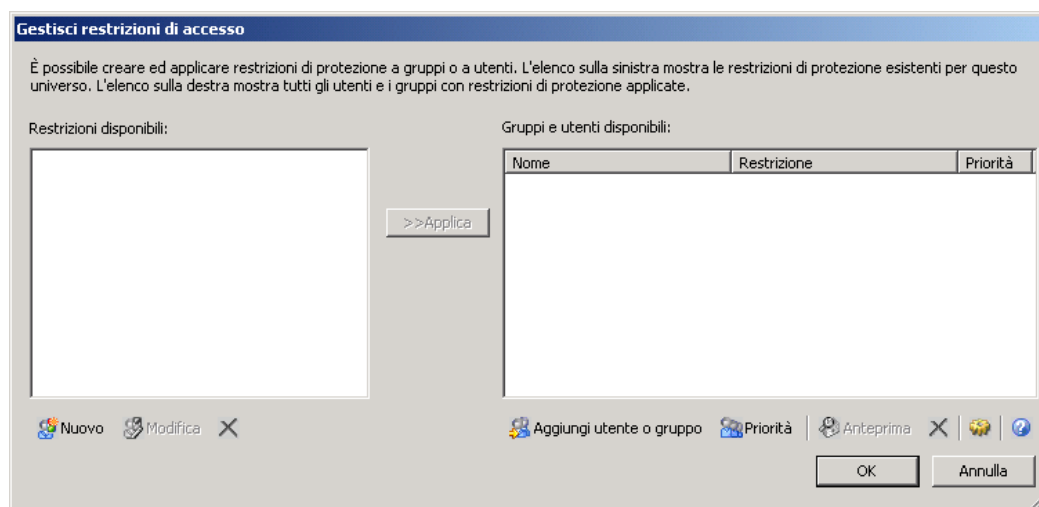 Gestisci restrizioni di accesso
È possibile creare ed applicare restrizioni di protezione a gruppi o a utenti. L'elenco sulla sinistra mostra le restrizioni di protezione esistenti per questo
universo. L'elenco sulla destra mostra tutti gli utenti e i gruppi con restrizioni di protezione applicate.
Restrizioni disponibili:
Gruppi e utenti disponibili:
Nome Restrizione Priorità
>>Applica
Nuovo Modifica
Aggiungi utente o gruppo Priorità Anteprima
OK Annulla